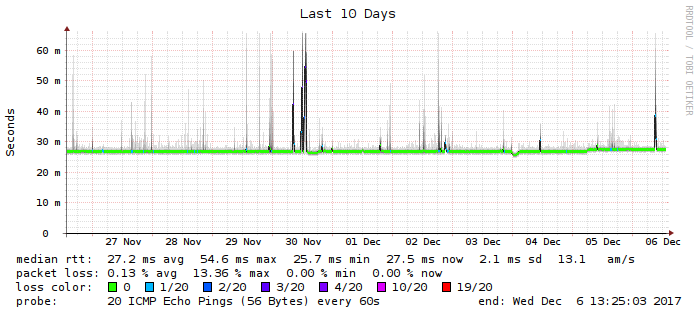 Last 10 Days
RRDTOOL / TOBI OETIKER
Seconds
60 m
50 m
40 m
30 m
20 m
10 m
0
27 Nov 28 Nov 29 Nov 30 Nov 01 Dec 02 Dec 03 Dec 04 Dec 05 Dec 06 Dec
median rtt: 27.2 ms avg 54.6 ms max 25.7 ms min 27.5 ms now 2.1 ms sd 13.1 am/s
packet loss: 0.13 % avg 13.36 % max 0.00 % min 0.00 % now
loss color: 0 1/20 2/20 3/20 4/20 10/20 19/20
probe: 20 ICMP Echo Pings (56 Bytes) every 60s end: Wed Dec 6 13:25:03 2017